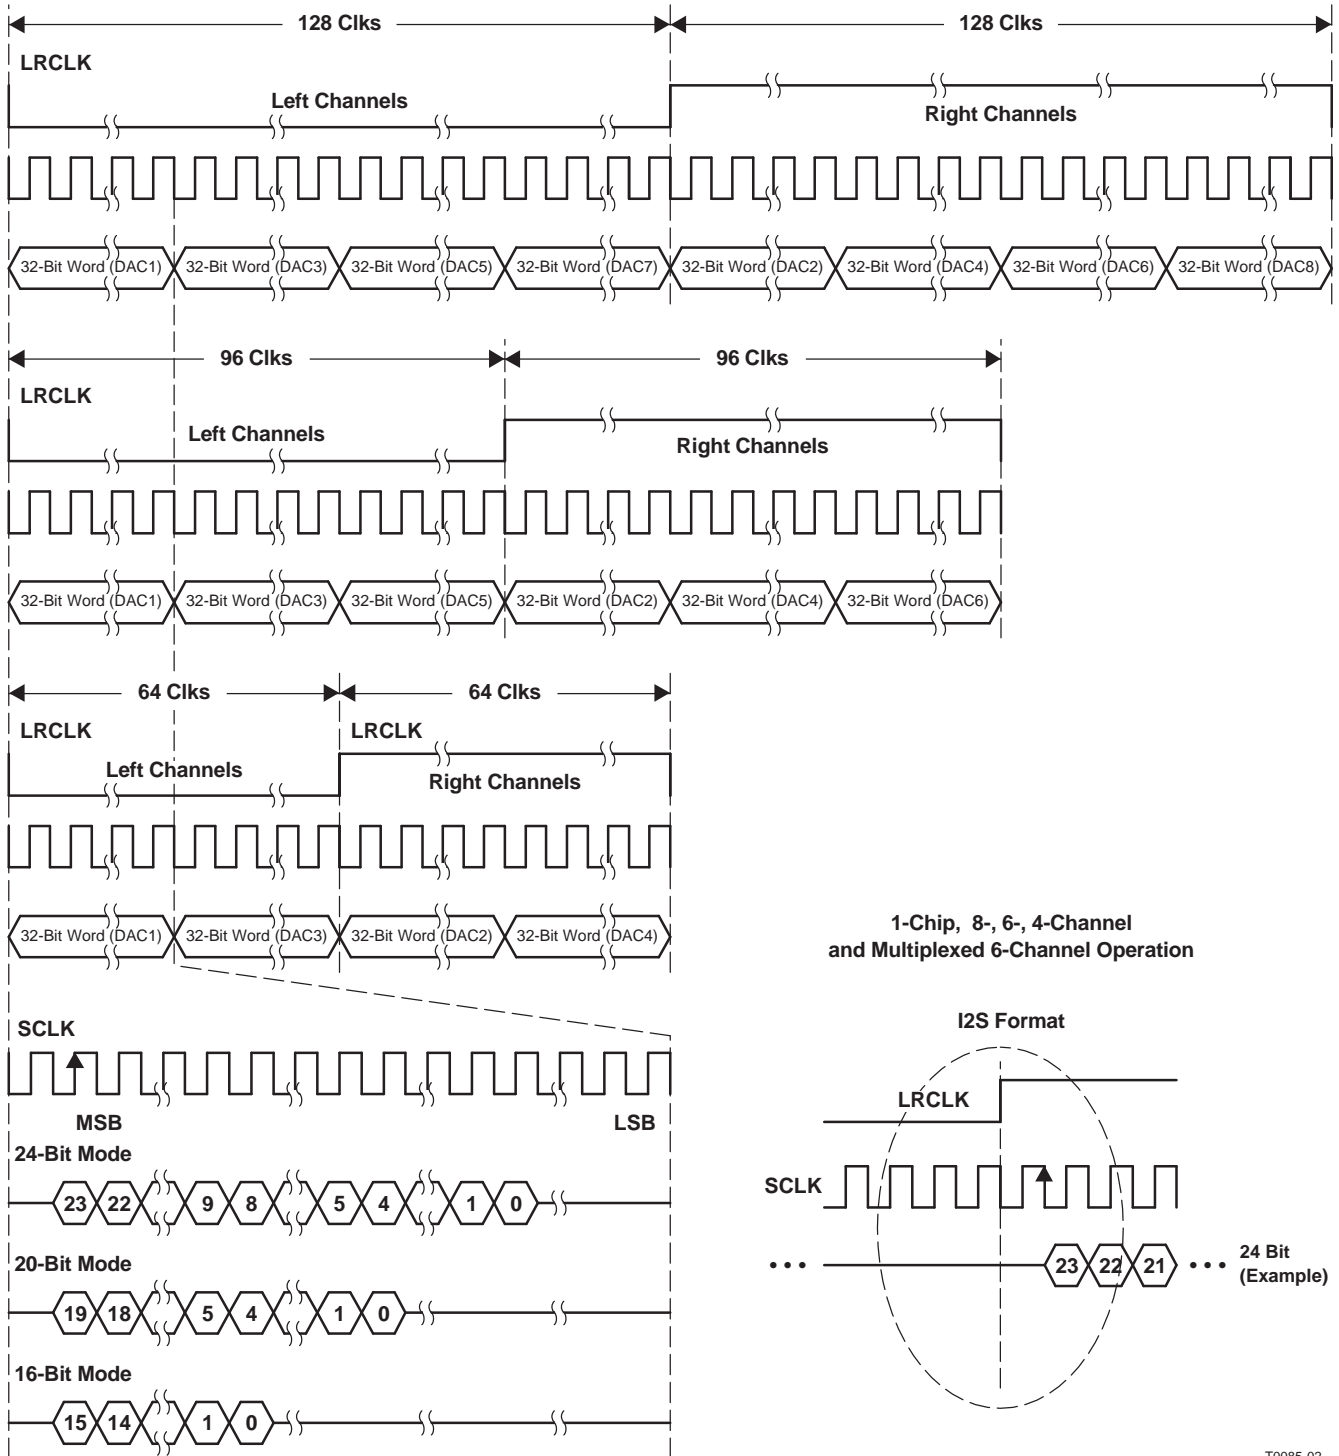 128 Clks 128 Clks
LRCLK
Left Channels Right Channels
32-Bit Word (DAC1) 32-Bit Word (DAC3) 32-Bit Word (DAC5) 32-Bit Word (DAC7) 32-Bit Word (DAC2) 32-Bit Word (DAC4) 32-Bit Word (DAC6) 32-Bit Word (DAC8)
96 Clks 96 Clks
LRCLK
Left Channels Right Channels
32-Bit Word (DAC1) 32-Bit Word (DAC3) 32-Bit Word (DAC5) 32-Bit Word (DAC2) 32-Bit Word (DAC4) 32-Bit Word (DAC6)
64 Clks 64 Clks
LRCLK LRCLK
Left Channels Right Channels
32-Bit Word (DAC1) 32-Bit Word (DAC3) 32-Bit Word (DAC2) 32-Bit Word (DAC4)
SCLK
MSB LSB
24-Bit Mode
23 22 9 8 5 4 1 0
20-Bit Mode
19 18 5 4 1 0
16-Bit Mode
15 14 1 0
1-Chip, 8-, 6-, 4-Channel
and Multiplexed 6-Channel Operation
I2S Format
LRCLK
SCLK
• • • 23 22 21 • • • 24 Bit
(Example)
T0085-02